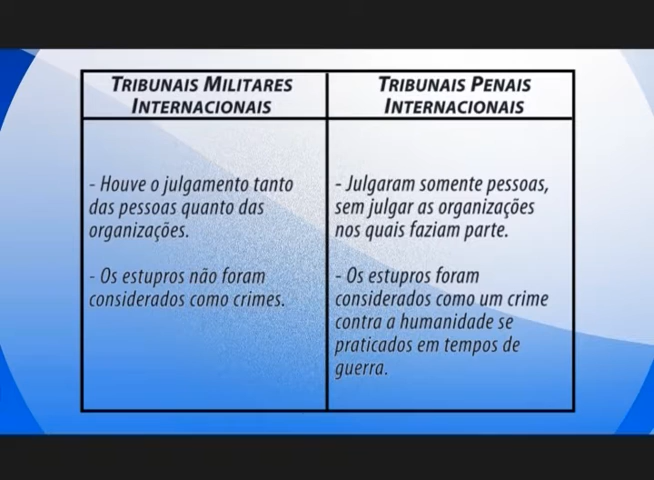 TRIBUNAIS MILITARES
INTERNACIONAIS
TRIBUNAIS PENAIS
INTERNACIONAIS
- Houve o julgamento tanto
das pessoas quanto das
organizações.
- Os estupros não foram
considerados como crimes.
- Julgaram somente pessoas,
sem julgar as organizações
nos quais faziam parte.
- Os estupros foram
considerados como um crime
contra a humanidade se
praticados em tempos de
guerra.